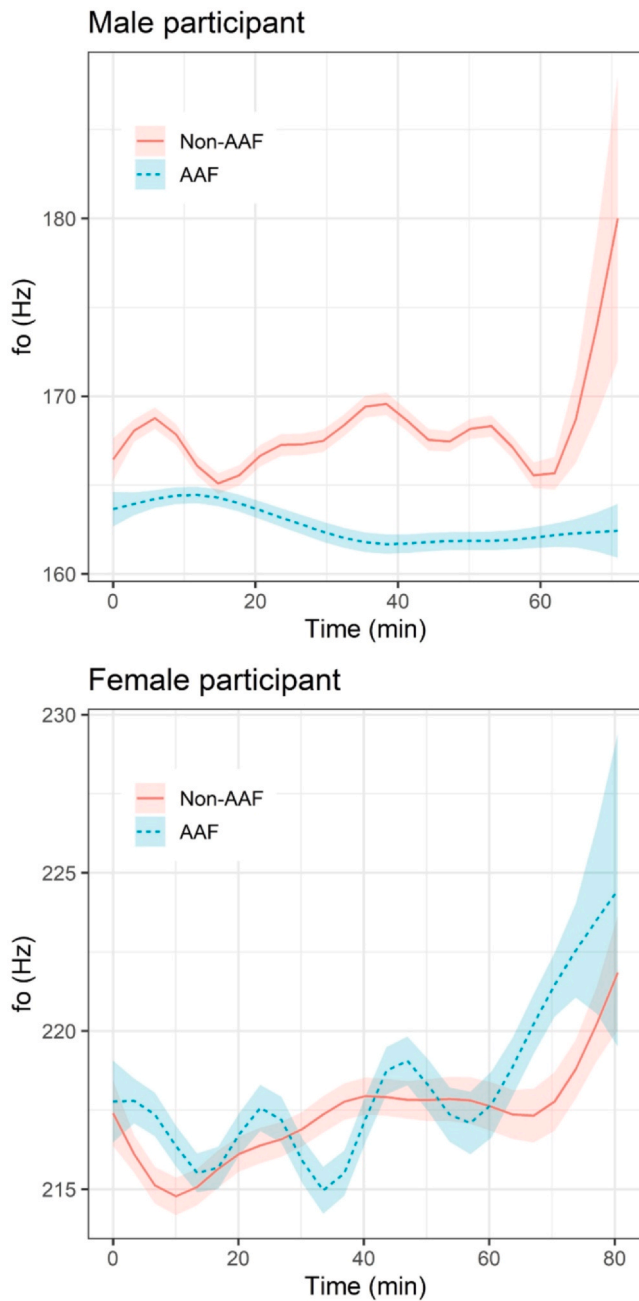 Male participant
Non-AAF
AAF
180
170
160
fo (Hz)
0 20 40 60
Time (min)
Female participant
230
Non-AAF
AAF
225
220
215
fo (Hz)
0 20 40 60 80
Time (min)